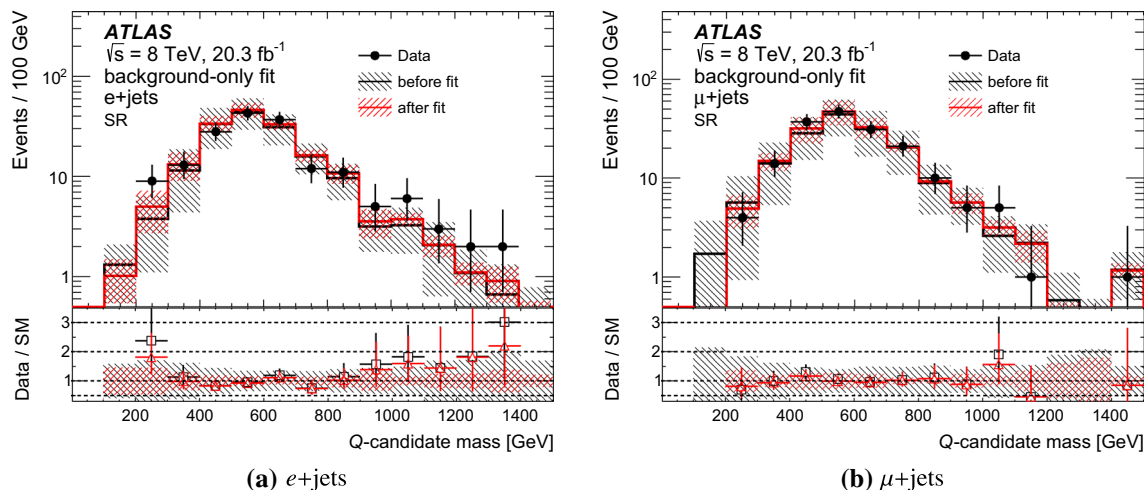 Events / 100 GeV
10²
10
1
ATLAS
√s = 8 TeV, 20.3 fb⁻¹
background-only fit
e+jets
SR
Data
before fit
after fit
Data / SM
3
2
1
200 400 600 800 1000 1200 1400
Q-candidate mass [GeV]
(a) e+jets
Events / 100 GeV
10²
10
1
ATLAS
√s = 8 TeV, 20.3 fb⁻¹
background-only fit
μ+jets
SR
Data
before fit
after fit
Data / SM
3
2
1
200 400 600 800 1000 1200 1400
Q-candidate mass [GeV]
(b) μ+jets